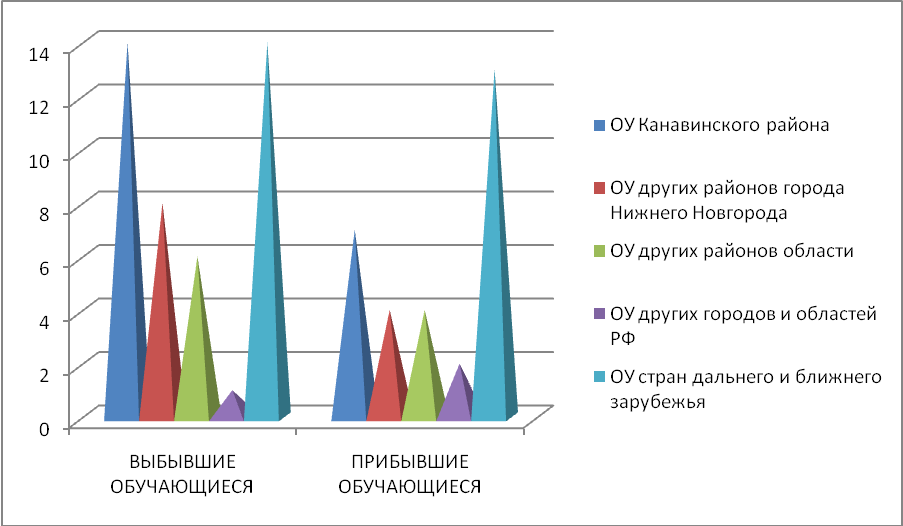 14
12
10
8
6
4
2
0
ВЫБЫВШИЕ
ОБУЧАЮЩИЕСЯ
ПРИБЫВШИЕ
ОБУЧАЮЩИЕСЯ
ОУ Канавинского района
ОУ других районов города
Нижнего Новгорода
ОУ других районов области
ОУ других городов и областей
РФ
ОУ стран дальнего и ближнего
зарубежья